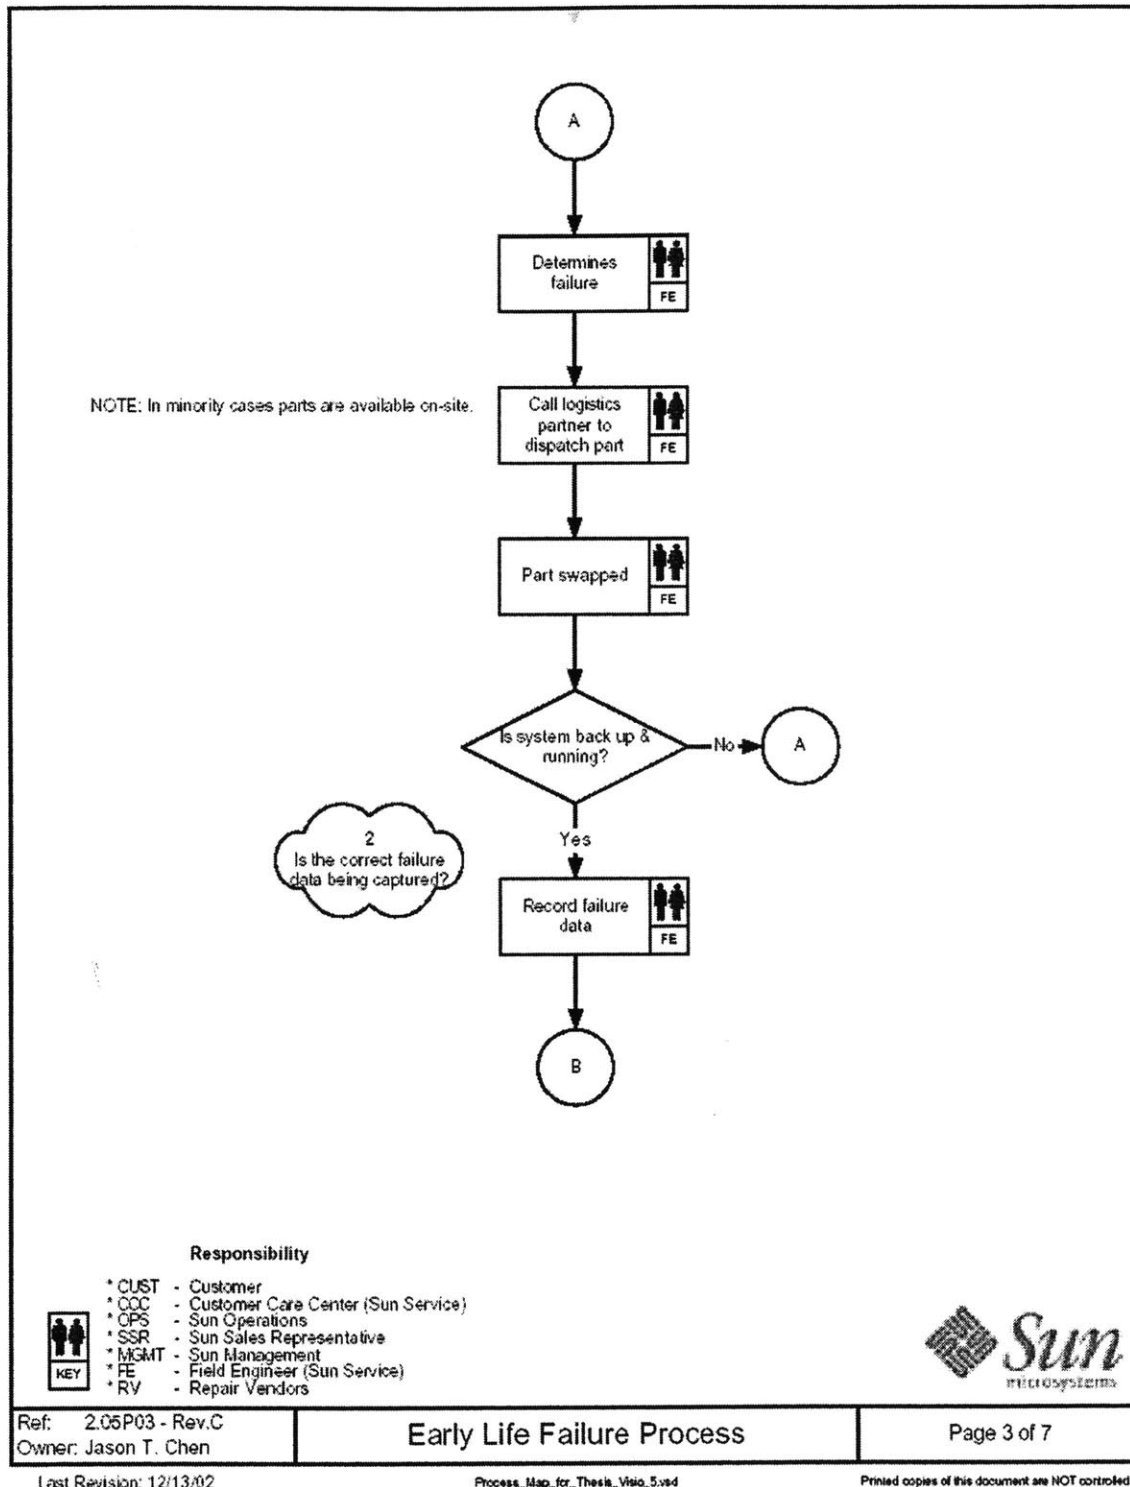 A
Determines
failure
FE
NOTE: In minority cases parts are available on-site.
Call logistics
partner to
dispatch part
FE
Part swapped
FE
Is system back up &
running?
No
A
Yes
2
Is the correct failure
data being captured?
Record failure
data
FE
B
Responsibility
* CUST - Customer
* CCC - Customer Care Center (Sun Service)
* OPS - Sun Operations
* SSR - Sun Sales Representative
* MGMT - Sun Management
* FE - Field Engineer (Sun Service)
* RV - Repair Vendors
KEY
Sun
microsystems
Ref: 2.05P03 - Rev.C
Owner: Jason T. Chen
Early Life Failure Process
Page 3 of 7
Last Revision: 12/13/02
Process_Map_for_Thesis_Visio_5.vsd
Printed copies of this document are NOT controlled